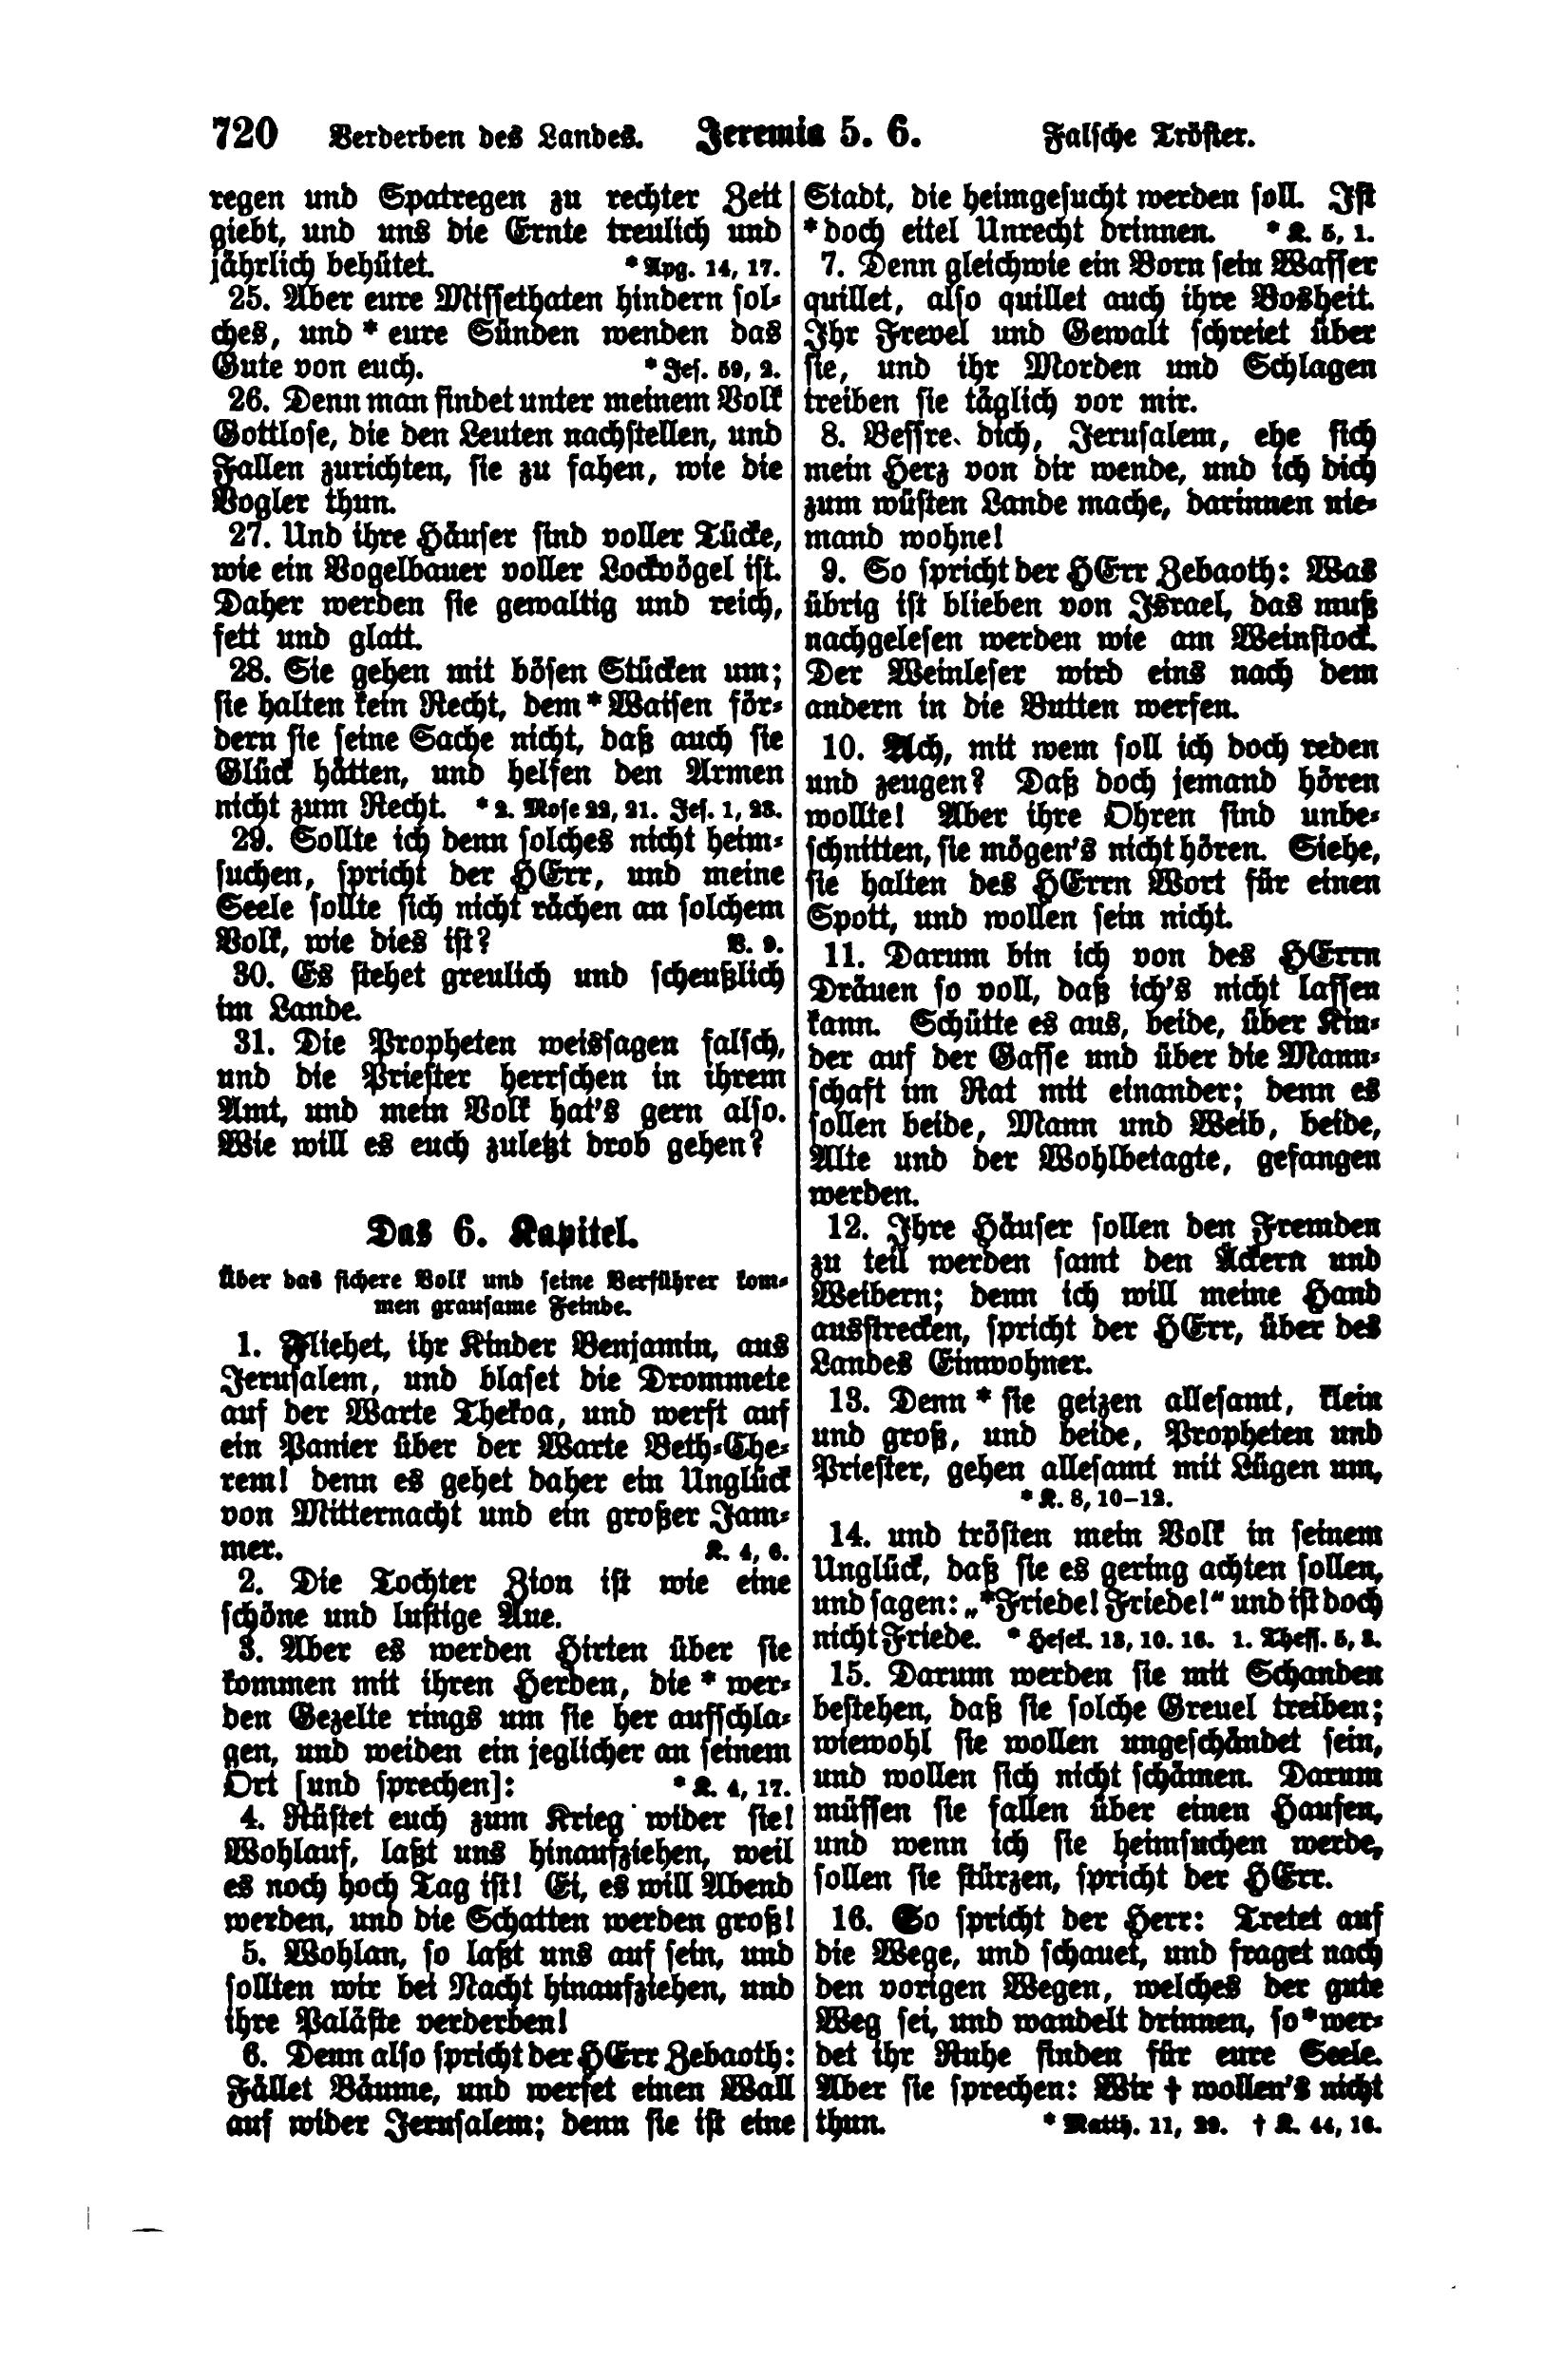 720 Verderben des Landes. Jeremia 5. 6. Falsche Tröster.
regen und Spatregen zu rechter Zeit
giebt, und uns die Ernte treulich und
jährlich behütet. *Apg. 14, 17.
25. Aber eure Missethaten hindern sol-
ches, und * eure Sünden wenden das
Gute von euch. * Jes. 59, 2.
26. Denn man findet unter meinem Volk
Gottlose, die den Leuten nachstellen, und
Fallen zurichten, sie zu fahen, wie die
Vogler thun.
27. Und ihre Häuser sind voller Tücke,
wie ein Vogelbauer voller Lockvögel ist.
Daher werden sie gewaltig und reich,
fett und glatt.
28. Sie gehen mit bösen Stücken um;
sie halten kein Recht, dem * Waisen för-
dern sie seine Sache nicht, daß auch sie
Glück hätten, und helfen den Armen
nicht zum Recht. * 2. Mose 22, 21. Jes. 1, 23.
29. Sollte ich denn solches nicht heim-
suchen, spricht der HErr, und meine
Seele sollte sich nicht rächen an solchem
Volk, wie dies ist? V. 9.
30. Es stehet greulich und scheußlich
im Lande.
31. Die Propheten weissagen falsch,
und die Priester herrschen in ihrem
Amt, und mein Volk hat's gern also.
Wie will es euch zuletzt drob gehen?
Das 6. Kapitel.
Über das sichere Volk und seine Verführer kom-
men grausame Feinde.
1. Fliehet, ihr Kinder Benjamin, aus
Jerusalem, und blaset die Drommete
auf der Warte Thekoa, und werft auf
ein Panier über der Warte Beth-Che-
rem! denn es gehet daher ein Unglück
von Mitternacht und ein großer Jam-
mer. K. 4, 6.
2. Die Tochter Zion ist wie eine
schöne und lustige Aue.
3. Aber es werden Hirten über sie
kommen mit ihren Herden, die * wer-
den Gezelte rings um sie her aufschla-
gen, und weiden ein jeglicher an seinem
Ort [und sprechen]: * K. 4, 17.
4. Rüstet euch zum Krieg wider sie!
Wohlauf, laßt uns hinaufziehen, weil
es noch hoch Tag ist! Ei, es will Abend
werden, und die Schatten werden groß!
5. Wohlan, so laßt uns auf sein, und
sollten wir bei Nacht hinaufziehen, und
ihre Paläste verderben!
6. Denn also spricht der HErr Zebaoth:
Fället Bäume, und werfet einen Wall
auf wider Jerusalem; denn sie ist eine
Stadt, die heimgesucht werden soll. Ist
* doch eitel Unrecht drinnen. * K. 5, 1.
7. Denn gleichwie ein Born sein Wasser
quillet, also quillet auch ihre Bosheit.
Ihr Frevel und Gewalt schreiet über
sie, und ihr Morden und Schlagen
treiben sie täglich vor mir.
8. Bessre dich, Jerusalem, ehe sich
mein Herz von dir wende, und ich dich
zum wüsten Lande mache, darinnen nie-
mand wohne!
9. So spricht der HErr Zebaoth: Was
übrig ist blieben von Israel, das muß
nachgelesen werden wie am Weinstock.
Der Weinleser wird eins nach dem
andern in die Butten werfen.
10. Ach, mit wem soll ich doch reden
und zeugen? Daß doch jemand hören
wollte! Aber ihre Ohren sind unbe-
schnitten, sie mögen's nicht hören. Siehe,
sie halten des HErrn Wort für einen
Spott, und wollen sein nicht.
11. Darum bin ich von des HErrn
Dräuen so voll, daß ich's nicht lassen
kann. Schütte es aus, beide, über Kin-
der auf der Gasse und über die Mann-
schaft im Rat mit einander; denn es
sollen beide, Mann und Weib, beide,
Alte und der Wohlbetagte, gefangen
werden.
12. Ihre Häuser sollen den Fremden
zu teil werden samt den Äckern und
Weibern; denn ich will meine Hand
ausstrecken, spricht der HErr, über des
Landes Einwohner.
13. Denn * sie geizen allesamt, klein
und groß, und beide, Propheten und
Priester, gehen allesamt mit Lügen um,
* K. 8, 10–12.
14. und trösten mein Volk in seinem
Unglück, daß sie es gering achten sollen,
und sagen: „*Friede! Friede!“ und ist doch
nicht Friede. * Hesek. 13, 10. 16. 1. Thess. 5, 3.
15. Darum werden sie mit Schanden
bestehen, daß sie solche Greuel treiben;
wiewohl sie wollen ungeschändet sein,
und wollen sich nicht schämen. Darum
müssen sie fallen über einen Haufen,
und wenn ich sie heimsuchen werde,
sollen sie stürzen, spricht der HErr.
16. So spricht der Herr: Tretet auf
die Wege, und schauet, und fraget nach
den vorigen Wegen, welches der gute
Weg sei, und wandelt drinnen, so * wer-
det ihr Ruhe finden für eure Seele.
Aber sie sprechen: Wir † wollen's nicht
thun. * Matth. 11, 29. † K. 44, 16.